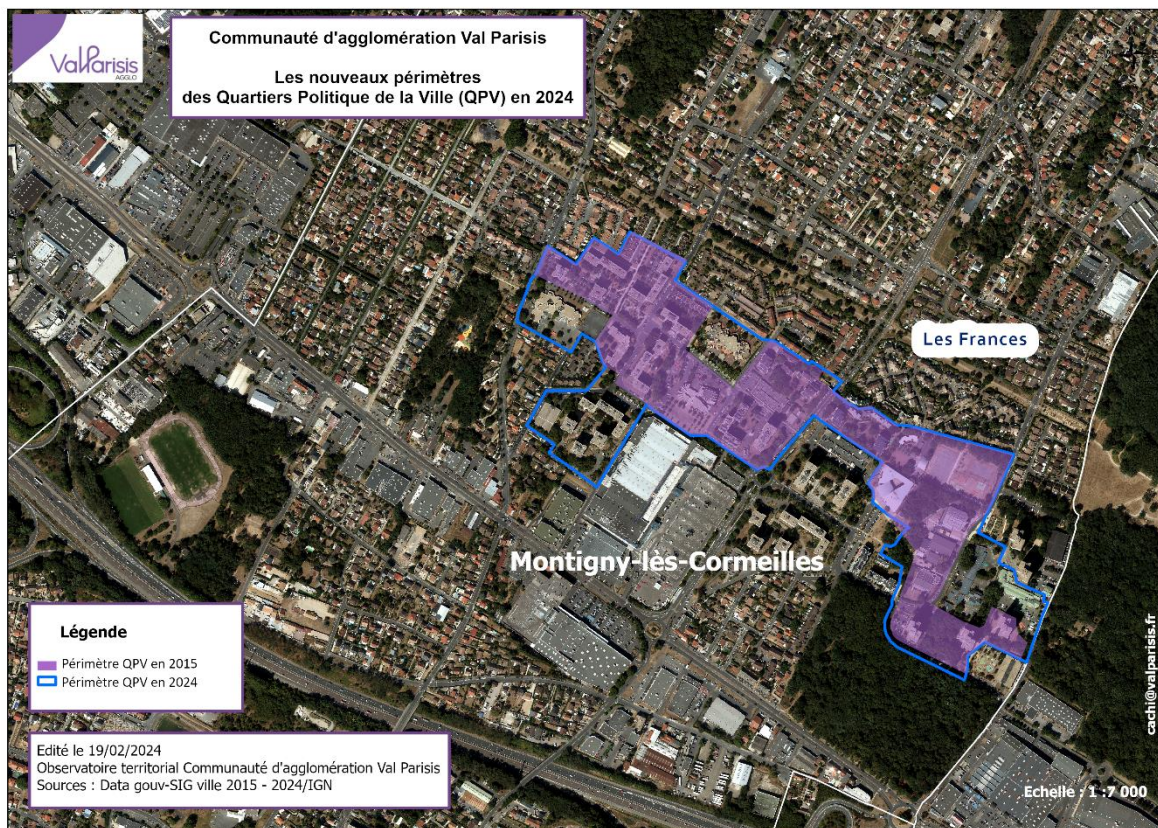 ValParisis
AGGLO
Communauté d'agglomération Val Parisis
Les nouveaux périmètres
des Quartiers Politique de la Ville (QPV) en 2024
Les Frances
Montigny-lès-Cormeilles
Légende
Périmètre QPV en 2015
Périmètre QPV en 2024
Edité le 19/02/2024
Observatoire territorial Communauté d'agglomération Val Parisis
Sources : Data gouv-SIG ville 2015 - 2024/IGN
cachi@valparisis.fr
Echelle : 1 :7 000